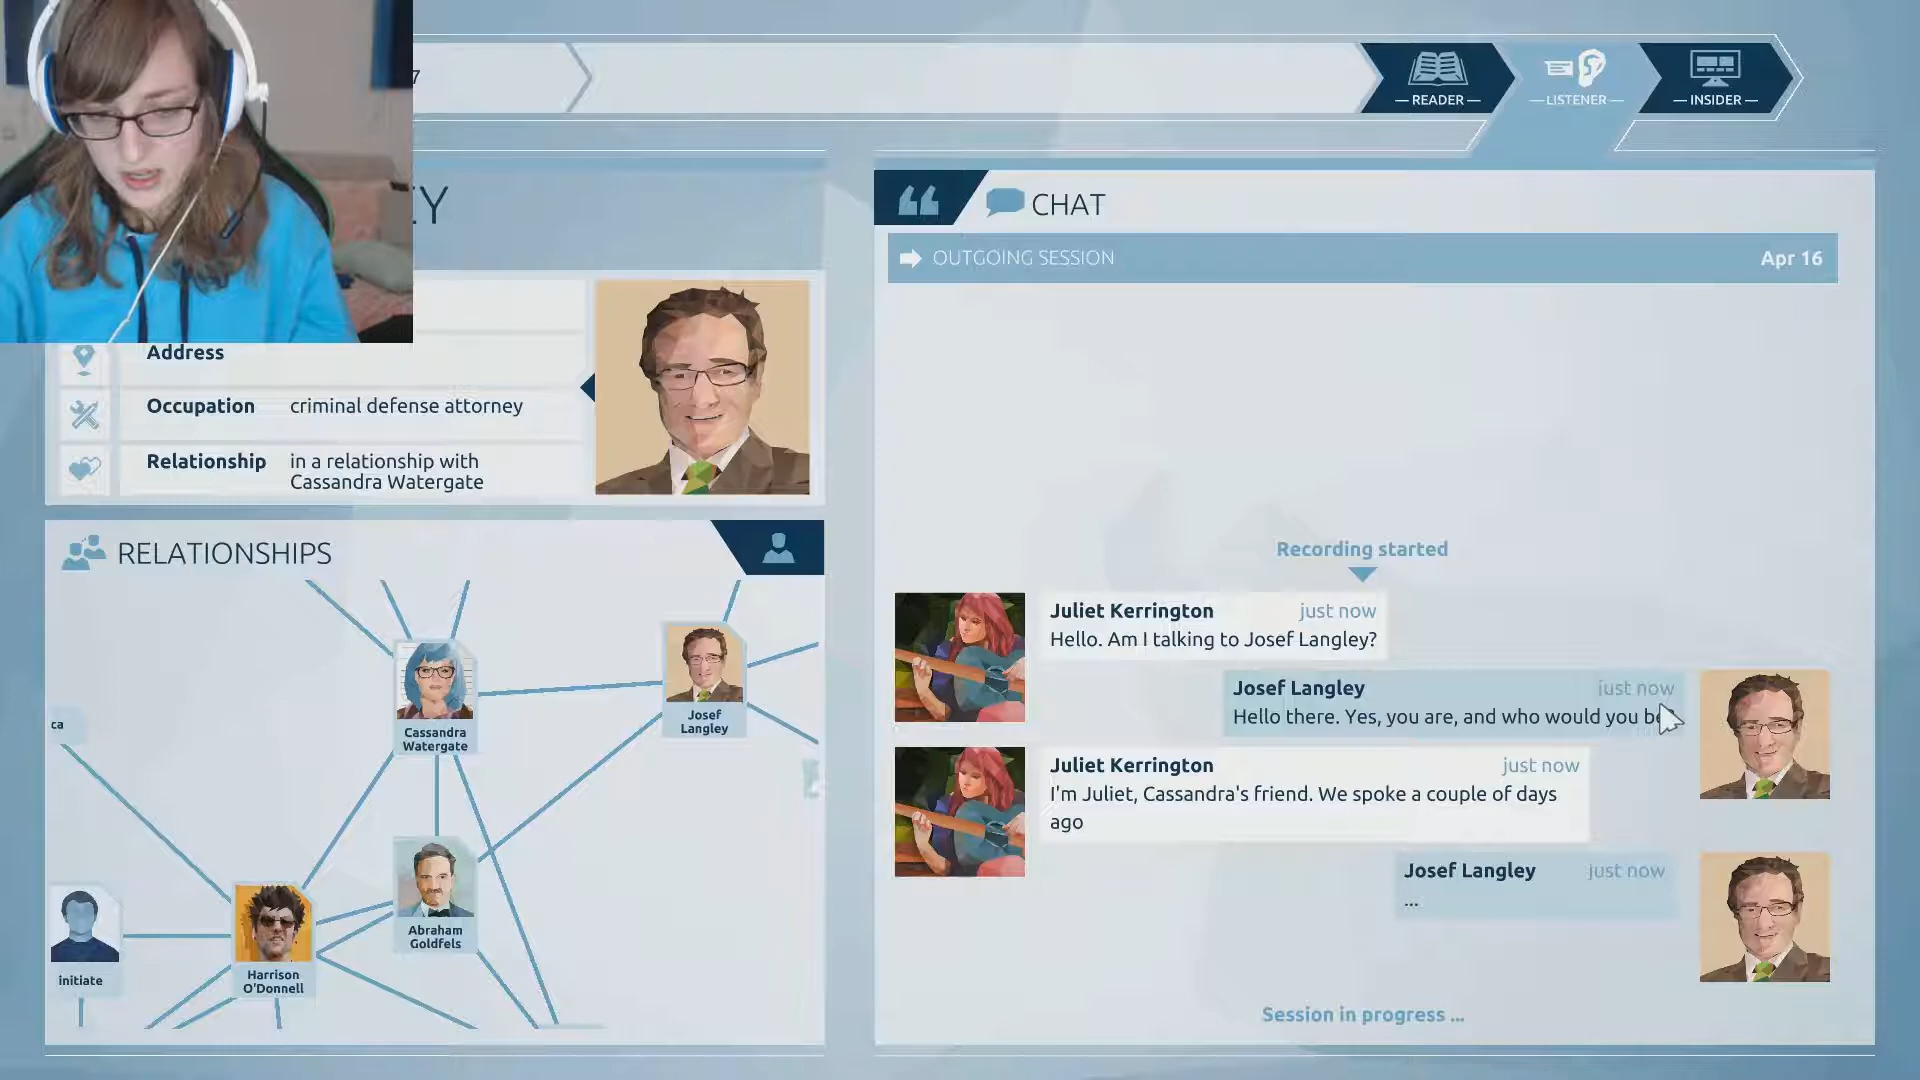 7
READER
LISTENER
INSIDER
EY
CHAT
OUTGOING SESSION
Apr 16
Address
Occupation criminal defense attorney
Relationship in a relationship with
Cassandra Watergate
RELATIONSHIPS
ca
Cassandra
Watergate
Josef
Langley
Abraham
Goldfels
initiate
Harrison
O'Donnell
Recording started
Juliet Kerrington just now
Hello. Am I talking to Josef Langley?
Josef Langley just now
Hello there. Yes, you are, and who would you be?
Juliet Kerrington just now
I'm Juliet, Cassandra's friend. We spoke a couple of days
ago
Josef Langley just now
...
Session in progress ...